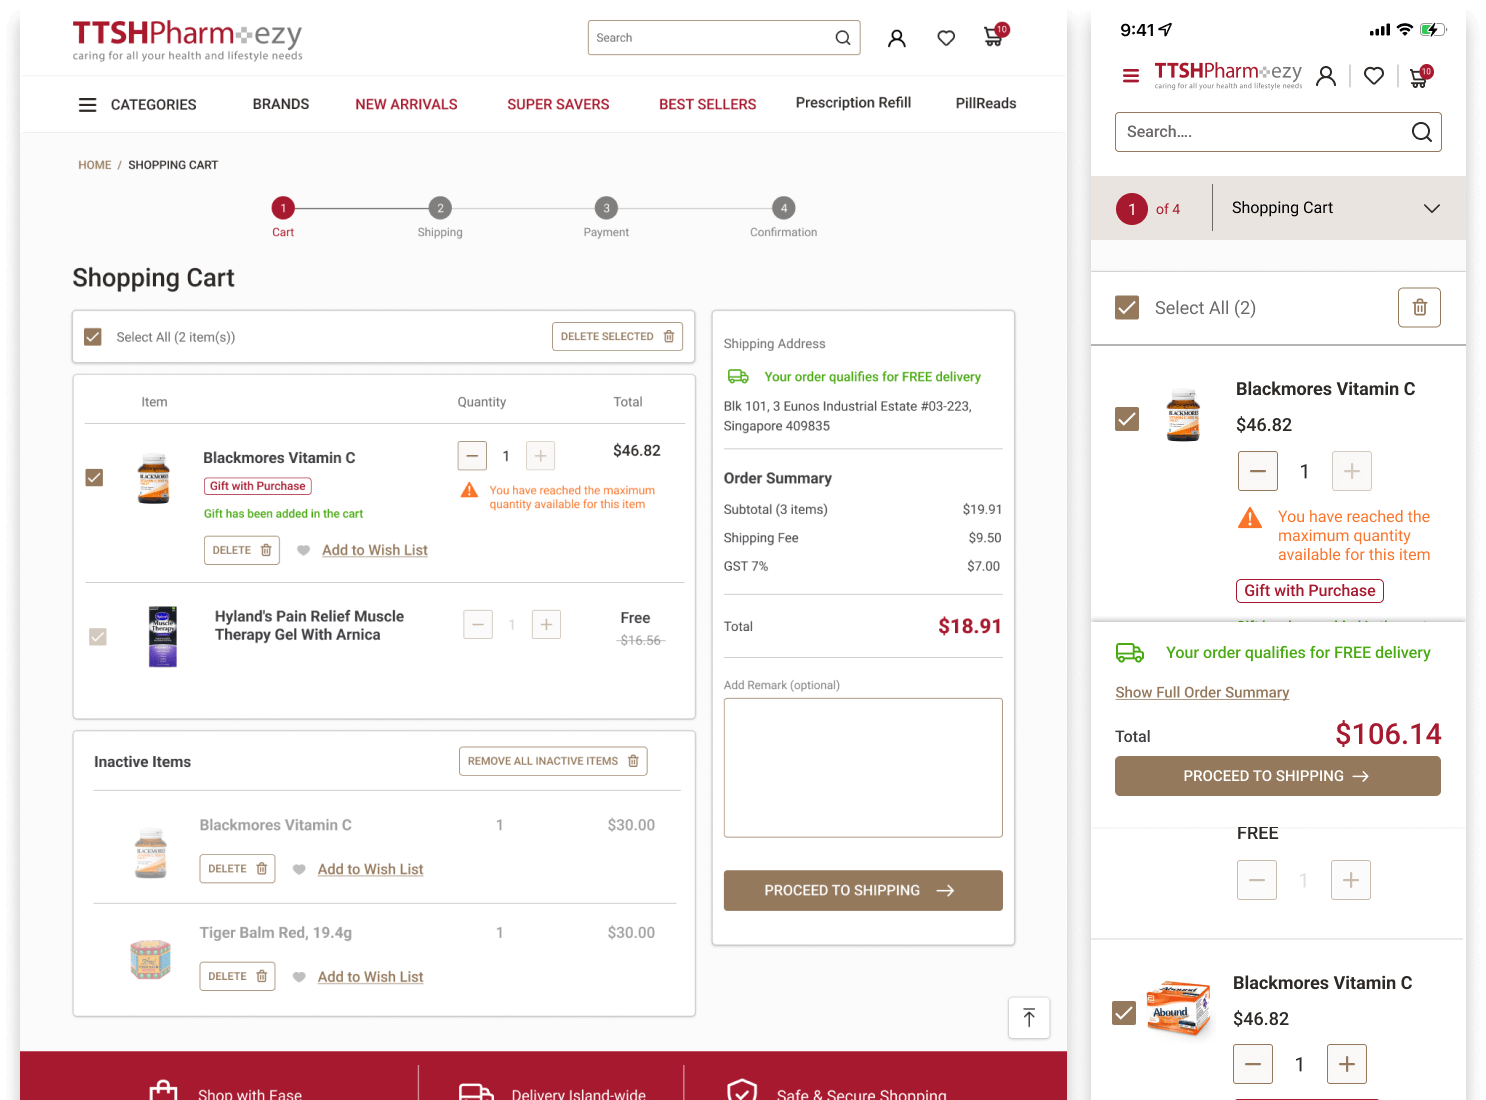 TTSHPharm+ezy
caring for all your health and lifestyle needs
Search
10
CATEGORIES
BRANDS
NEW ARRIVALS
SUPER SAVERS
BEST SELLERS
Prescription Refill
PillReads
HOME / SHOPPING CART
1
2
3
4
Cart
Shipping
Payment
Confirmation
Shopping Cart
Select All (2 item(s))
DELETE SELECTED
Item
Quantity
Total
Blackmores Vitamin C
1
$46.82
Gift with Purchase
You have reached the maximum
quantity available for this item
Gift has been added in the cart
DELETE
Add to Wish List
BLACKMORES
Hyland's Pain Relief Muscle
Therapy Gel With Arnica
1
Free
$16.56
Muscle
Therapy
Inactive Items
REMOVE ALL INACTIVE ITEMS
Blackmores Vitamin C
1
$30.00
BLACKMORES
DELETE
Add to Wish List
Tiger Balm Red, 19.4g
1
$30.00
DELETE
Add to Wish List
Shipping Address
Your order qualifies for FREE delivery
Blk 101, 3 Eunos Industrial Estate #03-223,
Singapore 409835
Order Summary
Subtotal (3 items)
$19.91
Shipping Fee
$9.50
GST 7%
$7.00
Total
$18.91
Add Remark (optional)
PROCEED TO SHIPPING
Shop with Ease
Delivery Island-wide
Safe & Secure Shopping
9:41
TTSHPharm+ezy
caring for all your health and lifestyle needs
10
Search....
1 of 4
Shopping Cart
Select All (2)
Blackmores Vitamin C
$46.82
BLACKMORES
1
You have reached the
maximum quantity
available for this item
Gift with Purchase
Your order qualifies for FREE delivery
Show Full Order Summary
Total
$106.14
PROCEED TO SHIPPING
FREE
1
Blackmores Vitamin C
$46.82
Abound
Abound
1